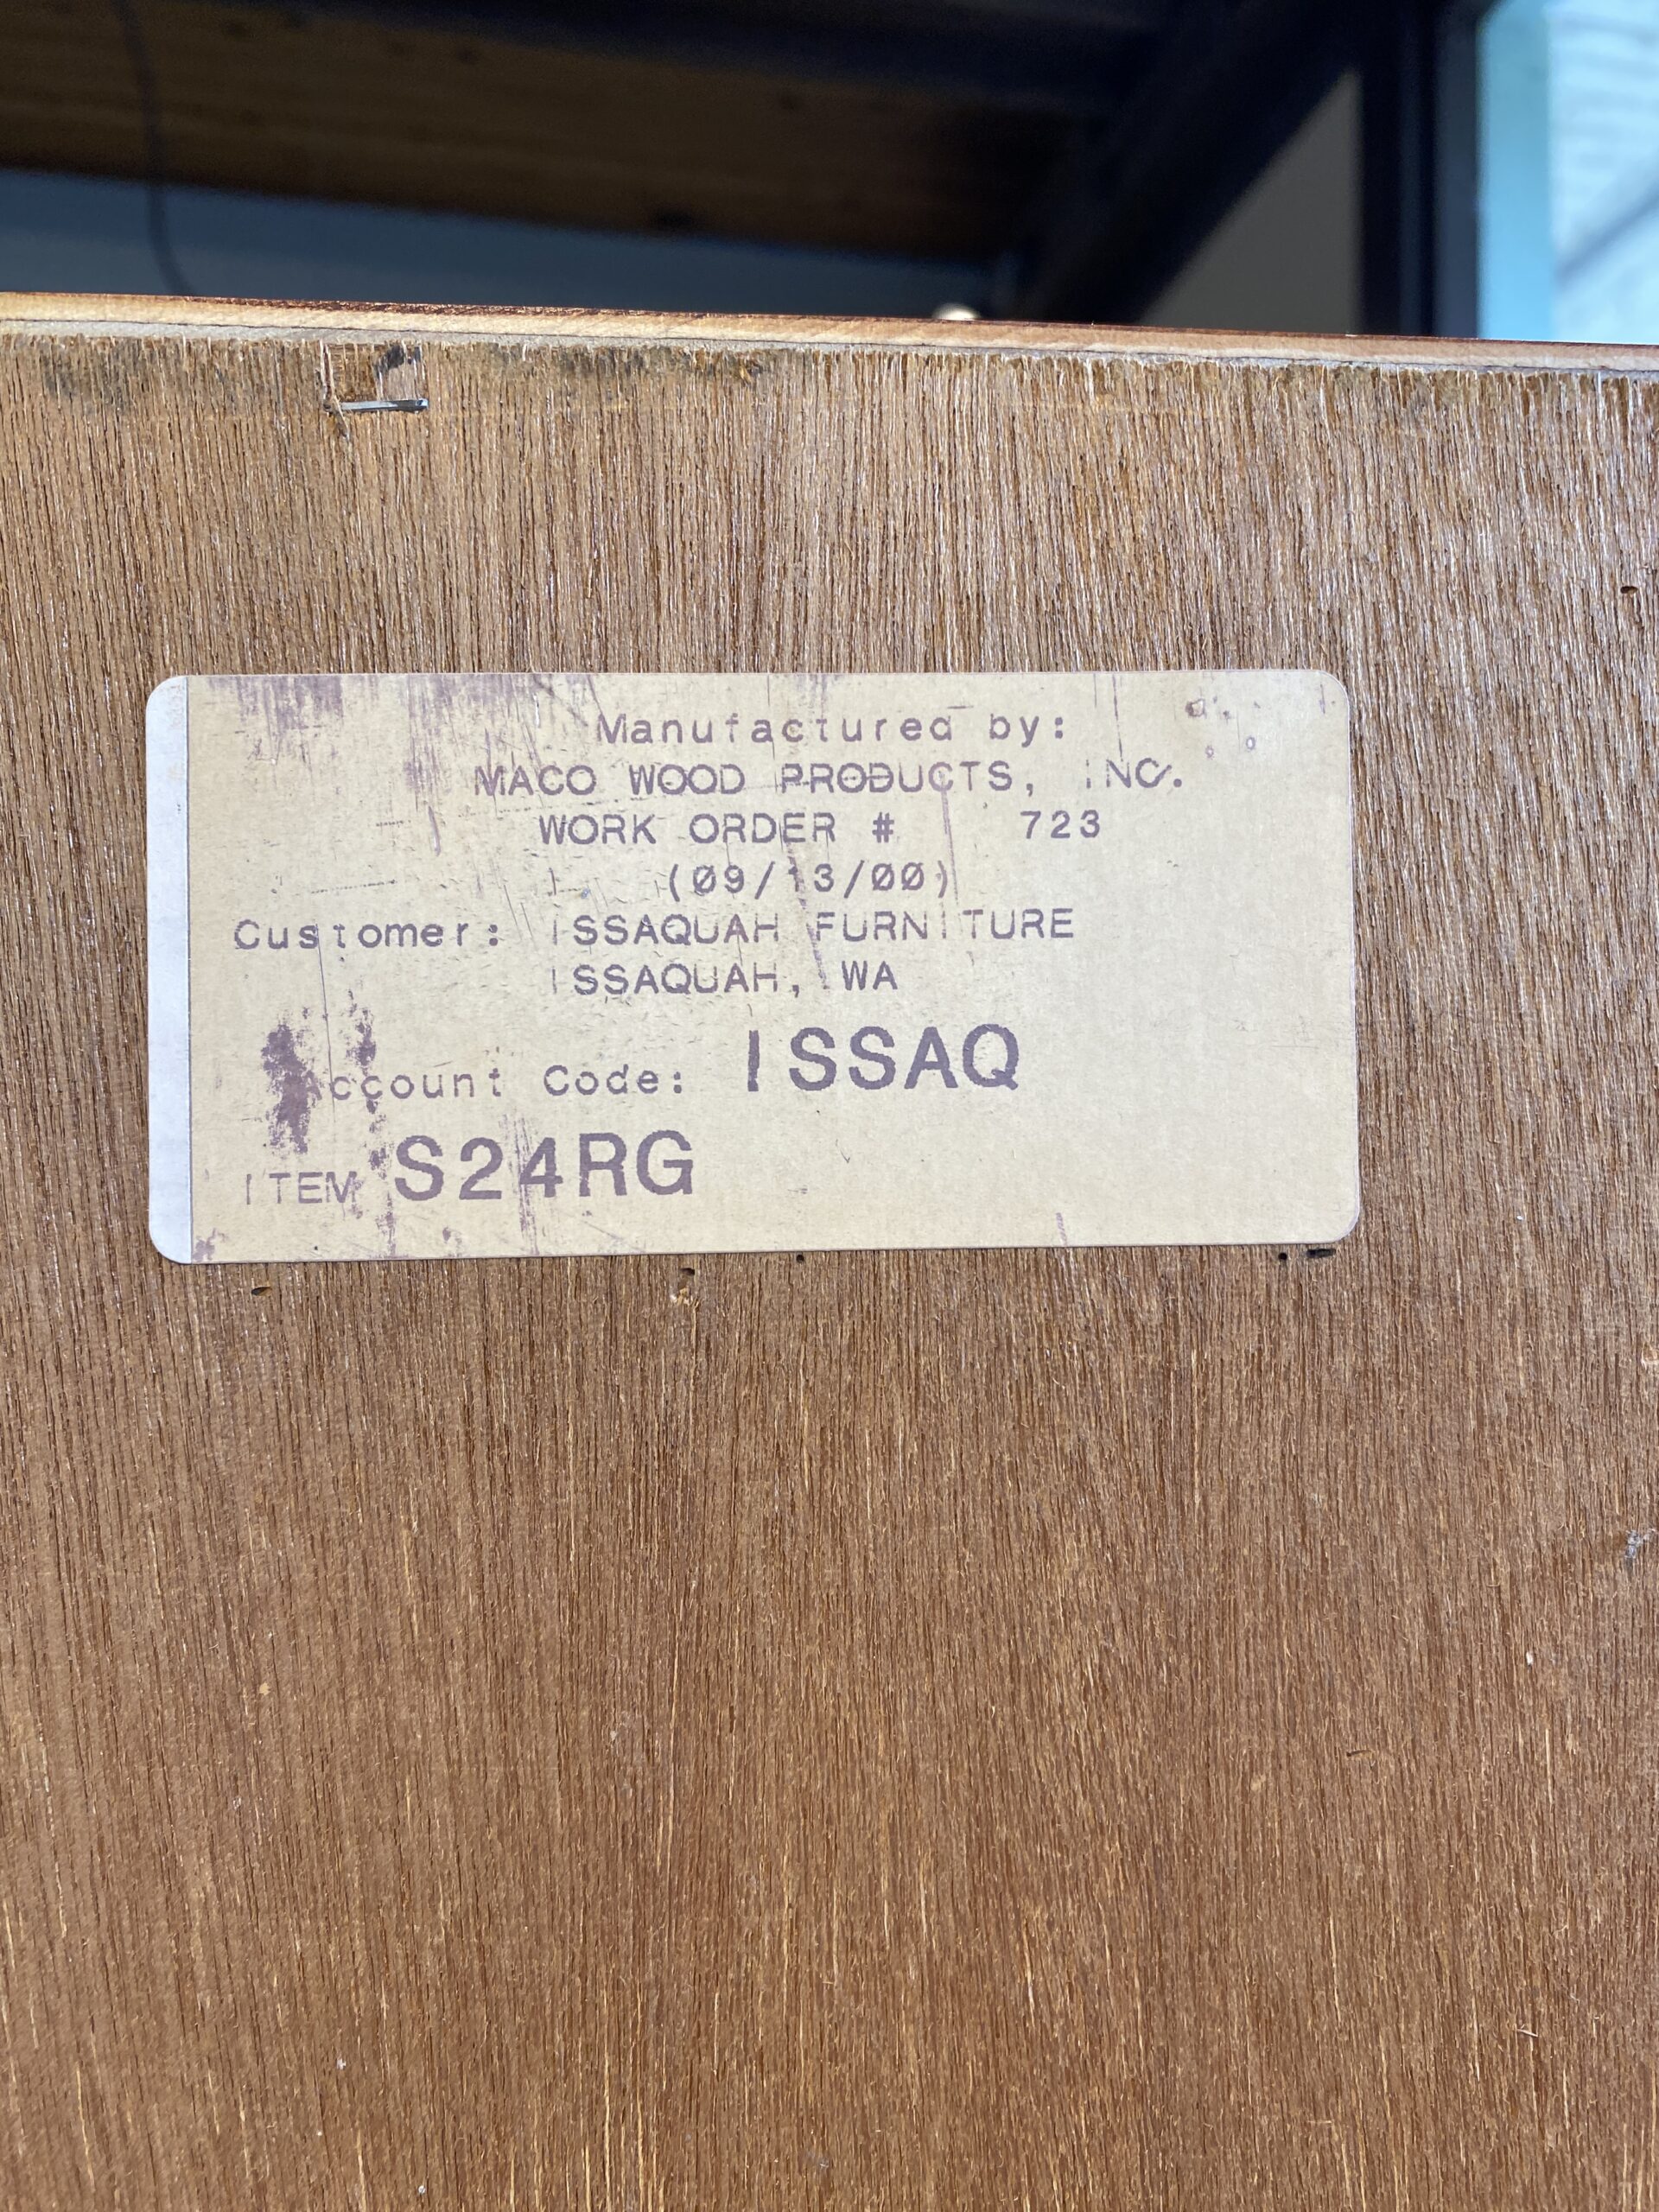 Manufactured by:
MACO WOOD PRODUCTS, INC.
WORK ORDER # 723
(09/13/00)
Customer: ISSAQUAH FURNITURE
ISSAQUAH, WA
Account Code: ISSAQ
ITEM S24RG